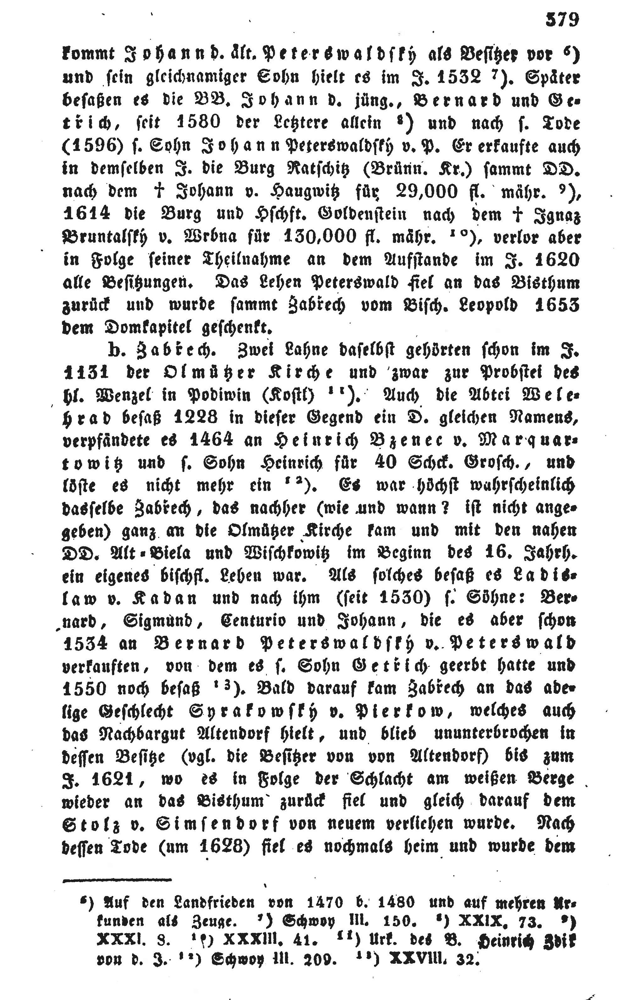 379
kommt Johann d. ält. Peterswaldský als Besitzer vor ⁶)
und sein gleichnamiger Sohn hielt es im J. 1532 ⁷). Später
besaßen es die BB. Johann d. jüng., Bernard und Ge-
třich, seit 1580 der Letztere allein ⁸) und nach s. Tode
(1596) s. Sohn Johann Peterswaldský v. P. Er erkaufte auch
in demselben J. die Burg Ratschitz (Brünn. Kr.) sammt DD.
nach dem † Johann v. Haugwitz für 29,000 fl. mähr. ⁹),
1614 die Burg und Hschft. Goldenstein nach dem † Ignaz
Bruntalský v. Wrbna für 130,000 fl. mähr. ¹⁰), verlor aber
in Folge seiner Theilnahme an dem Aufstande im J. 1620
alle Besitzungen. Das Lehen Peterswald fiel an das Bisthum
zurück und wurde sammt Žabřech vom Bisch. Leopold 1653
dem Domkapitel geschenkt.
b. Žabřech. Zwei Lahne daselbst gehörten schon im J.
1131 der Olmützer Kirche und zwar zur Probstei des
hl. Wenzel in Podiwin (Kostl) ¹¹). Auch die Abtei Wele-
hrad besaß 1228 in dieser Gegend ein D. gleichen Namens,
verpfändete es 1464 an Heinrich Bzenec v. Marquar-
towitz und s. Sohn Heinrich für 40 Schck. Grosch., und
löste es nicht mehr ein ¹²). Es war höchst wahrscheinlich
dasselbe Žabřech, das nachher (wie und wann? ist nicht ange-
geben) ganz an die Olmützer Kirche kam und mit den nahen
DD. Alt-Biela und Wischkowitz im Beginn des 16. Jahrh.
ein eigenes bischfl. Lehen war. Als solches besaß es Ladis-
law v. Kadan und nach ihm (seit 1530) s. Söhne: Ber-
nard, Sigmund, Centurio und Johann, die es aber schon
1534 an Bernard Peterswaldský v. Peterswald
verkauften, von dem es s. Sohn Getřich geerbt hatte und
1550 noch besaß ¹³). Bald darauf kam Žabřech an das ade-
lige Geschlecht Syrakowský v. Pierkow, welches auch
das Nachbargut Altendorf hielt, und blieb ununterbrochen in
dessen Besitze (vgl. die Besitzer von von Altendorf) bis zum
J. 1621, wo es in Folge der Schlacht am weißen Berge
wieder an das Bisthum zurück fiel und gleich darauf dem
Stolz v. Simsendorf von neuem verliehen wurde. Nach
dessen Tode (um 1628) fiel es nochmals heim und wurde dem
⁶) Auf den Landfrieden von 1470 b. 1480 und auf mehren Ur-
kunden als Zeuge. ⁷) Schwoy III. 150. ⁸) XXIX. 73. ⁹)
XXXI. 8. ¹⁰) XXXIII. 41. ¹¹) Urk. des B. Heinrich Zdik
von d. J. ¹²) Schwoy III. 209. ¹³) XXVIII. 32.